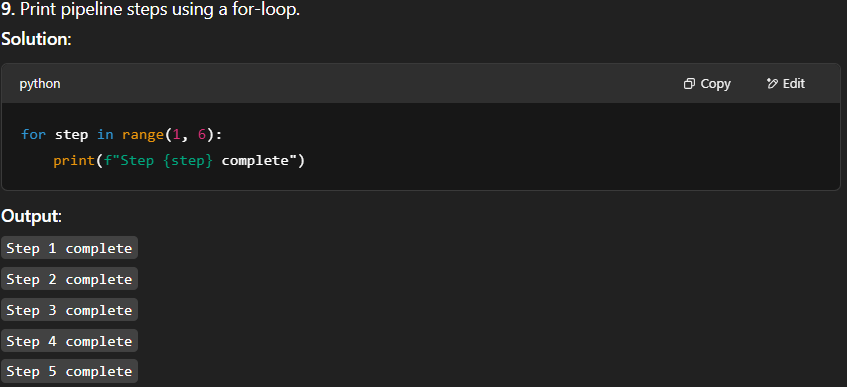 9. Print pipeline steps using a for-loop.
Solution:
python Copy Edit
for step in range(1, 6):
    print(f"Step {step} complete")
Output:
Step 1 complete
Step 2 complete
Step 3 complete
Step 4 complete
Step 5 complete